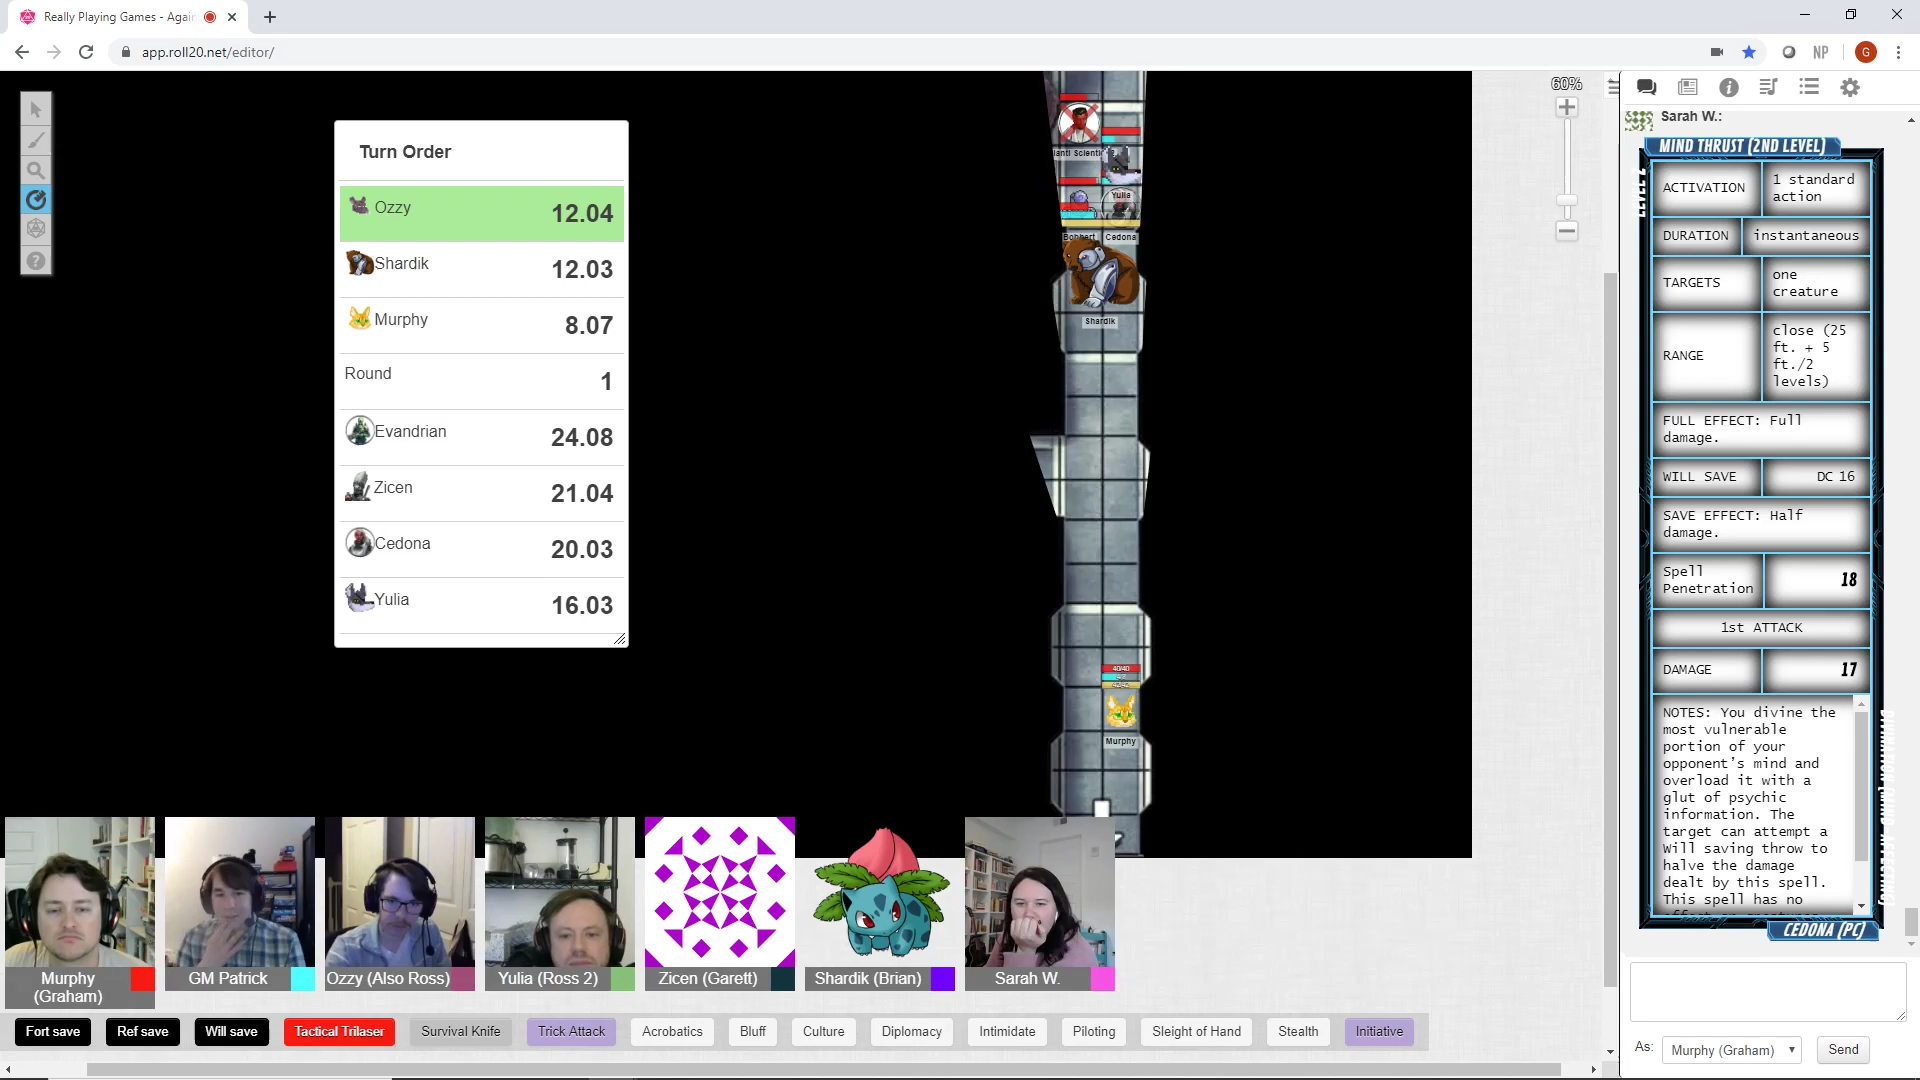 Really Playing Games - Again
app.roll20.net/editor/
NP
G
60%
Turn Order
Ozzy
12.04
Shardik
12.03
Murphy
8.07
Round
1
Evandrian
24.08
Zicen
21.04
Cedona
20.03
Yulia
16.03
Yulia
Bobbert
Cedona
Shardik
40/40
Murphy
Sarah W.:
MIND THRUST (2ND LEVEL)
LEVEL 2
ACTIVATION
1 standard
action
DURATION
instantaneous
TARGETS
one
creature
RANGE
close (25
ft. + 5
ft./2
levels)
FULL EFFECT: Full
damage.
WILL SAVE
DC 16
SAVE EFFECT: Half
damage.
Spell
Penetration
18
1st ATTACK
DAMAGE
17
NOTES: You divine the
most vulnerable
portion of your
opponent's mind and
overload it with a
glut of psychic
information. The
target can attempt a
Will saving throw to
halve the damage
dealt by this spell.
This spell has no
CEDONA (PC)
Murphy
(Graham)
GM Patrick
Ozzy (Also Ross)
Yulia (Ross 2)
Zicen (Garett)
Shardik (Brian)
Sarah W.
Fort save
Ref save
Will save
Tactical Trilaser
Survival Knife
Trick Attack
Acrobatics
Bluff
Culture
Diplomacy
Intimidate
Piloting
Sleight of Hand
Stealth
Initiative
As:
Murphy (Graham)
Send